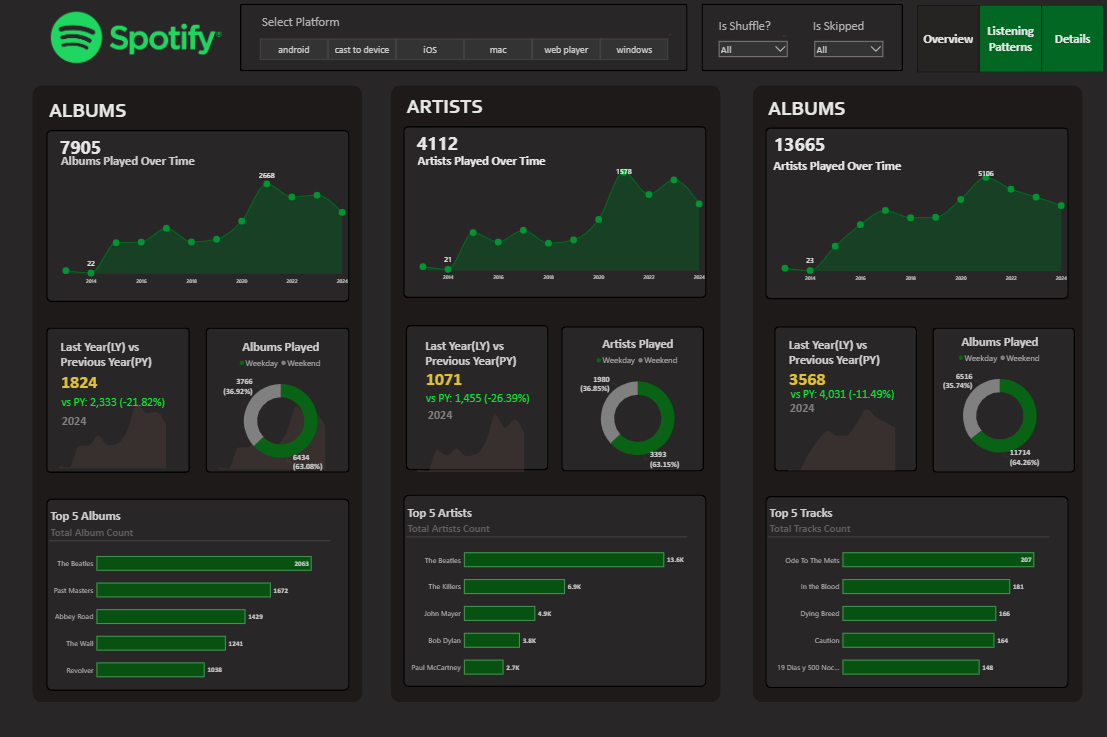 Spotify®
Select Platform
android
cast to device
iOS
mac
web player
windows
Is Shuffle?
All
Is Skipped
All
Overview
Listening
Patterns
Details
ALBUMS
7905
Albums Played Over Time
2668
22
2014
2016
2018
2020
2022
2024
Last Year(LY) vs
Previous Year(PY)
1824
vs PY: 2,333 (-21.82%)
2024
Albums Played
Weekday
Weekend
3766
(36.92%)
6434
(63.08%)
Top 5 Albums
Total Album Count
The Beatles
2063
Past Masters
1672
Abbey Road
1429
The Wall
1241
Revolver
1038
ARTISTS
4112
Artists Played Over Time
1578
21
2014
2016
2018
2020
2022
2024
Last Year(LY) vs
Previous Year(PY)
1071
vs PY: 1,455 (-26.39%)
2024
Artists Played
Weekday
Weekend
1980
(36.85%)
3393
(63.15%)
Top 5 Artists
Total Artists Count
The Beatles
13.6K
The Killers
6.9K
John Mayer
4.9K
Bob Dylan
3.8K
Paul McCartney
2.7K
ALBUMS
13665
Artists Played Over Time
5106
23
2014
2016
2018
2020
2022
2024
Last Year(LY) vs
Previous Year(PY)
3568
vs PY: 4,031 (-11.49%)
2024
Albums Played
Weekday
Weekend
6516
(35.74%)
11714
(64.26%)
Top 5 Tracks
Total Tracks Count
Ode To The Mets
207
In the Blood
181
Dying Breed
166
Caution
164
19 Dias y 500 Noc...
148